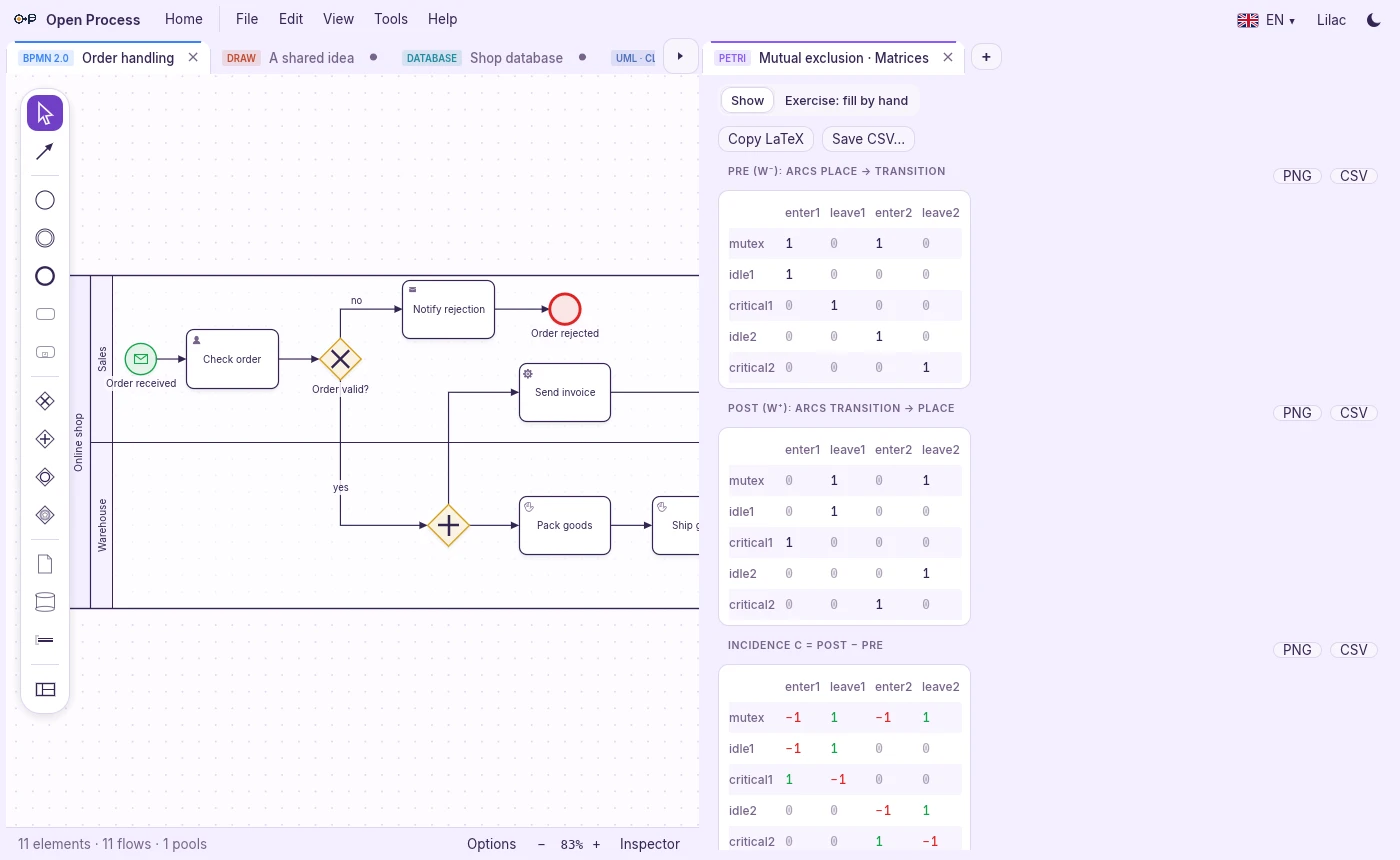 Open Process Home File Edit View Tools Help EN Lilac
BPMN 2.0 Order handling DRAW A shared idea DATABASE Shop database UML · CL
PETRI Mutual exclusion · Matrices +
Show Exercise: fill by hand
Copy LaTeX Save CSV...
PRE (W⁻): ARCS PLACE → TRANSITION PNG CSV
enter1 leave1 enter2 leave2
mutex 1 0 1 0
idle1 1 0 0 0
critical1 0 1 0 0
idle2 0 0 1 0
critical2 0 0 0 1
POST (W⁺): ARCS TRANSITION → PLACE PNG CSV
enter1 leave1 enter2 leave2
mutex 0 1 0 1
idle1 0 1 0 0
critical1 1 0 0 0
idle2 0 0 0 1
critical2 0 0 1 0
INCIDENCE C = POST − PRE PNG CSV
enter1 leave1 enter2 leave2
mutex −1 1 −1 1
idle1 −1 1 0 0
critical1 1 −1 0 0
idle2 0 0 −1 1
critical2 0 0 1 −1
Online shop
Sales
Warehouse
Order received
Check order
Order valid?
no
yes
Notify rejection
Order rejected
Send invoice
Pack goods
Ship g
11 elements · 11 flows · 1 pools
Options − 83% + Inspector